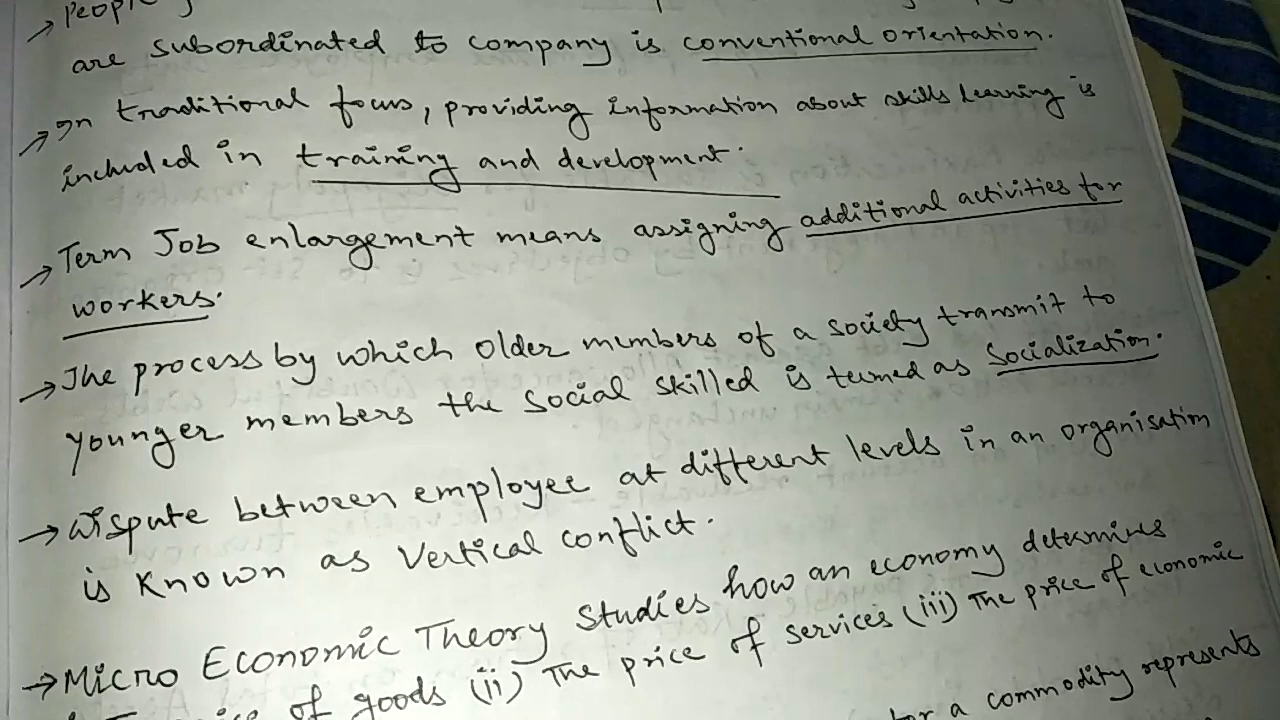 → People
are subordinated to company is conventional orientation.
→ In traditional focus, providing information about skills learning is
included in training and development.
→ Term Job enlargement means assigning additional activities for
workers.
→ The process by which older members of a society transmit to
younger members the social skilled is termed as Socialization.
→ Dispute between employee at different levels in an organisation
is Known as Vertical conflict.
→ Micro Economic Theory Studies how an economy determines
of goods (ii) The price of services (iii) The price of economic
for a commodity represents